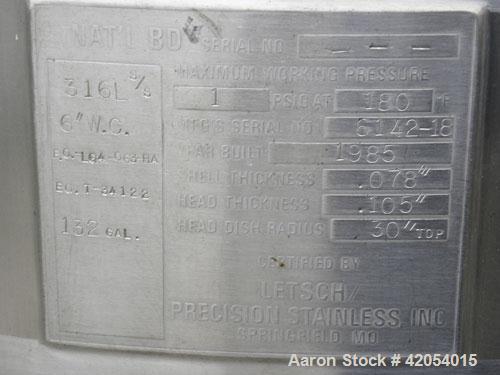 NAT'L BD SERIAL NO - - -
MAXIMUM WORKING PRESSURE
1 PSIG AT 180 °F
MFG'S SERIAL NO 6142-18
YEAR BUILT 1985
SHELL THICKNESS .078"
HEAD THICKNESS .105"
HEAD DISH RADIUS 30" TOP
CERTIFIED BY
LETSCH/
PRECISION STAINLESS, INC
SPRINGFIELD MO
316L S/S
6" W.C.
132 GAL.
Aaron Stock # 42054015